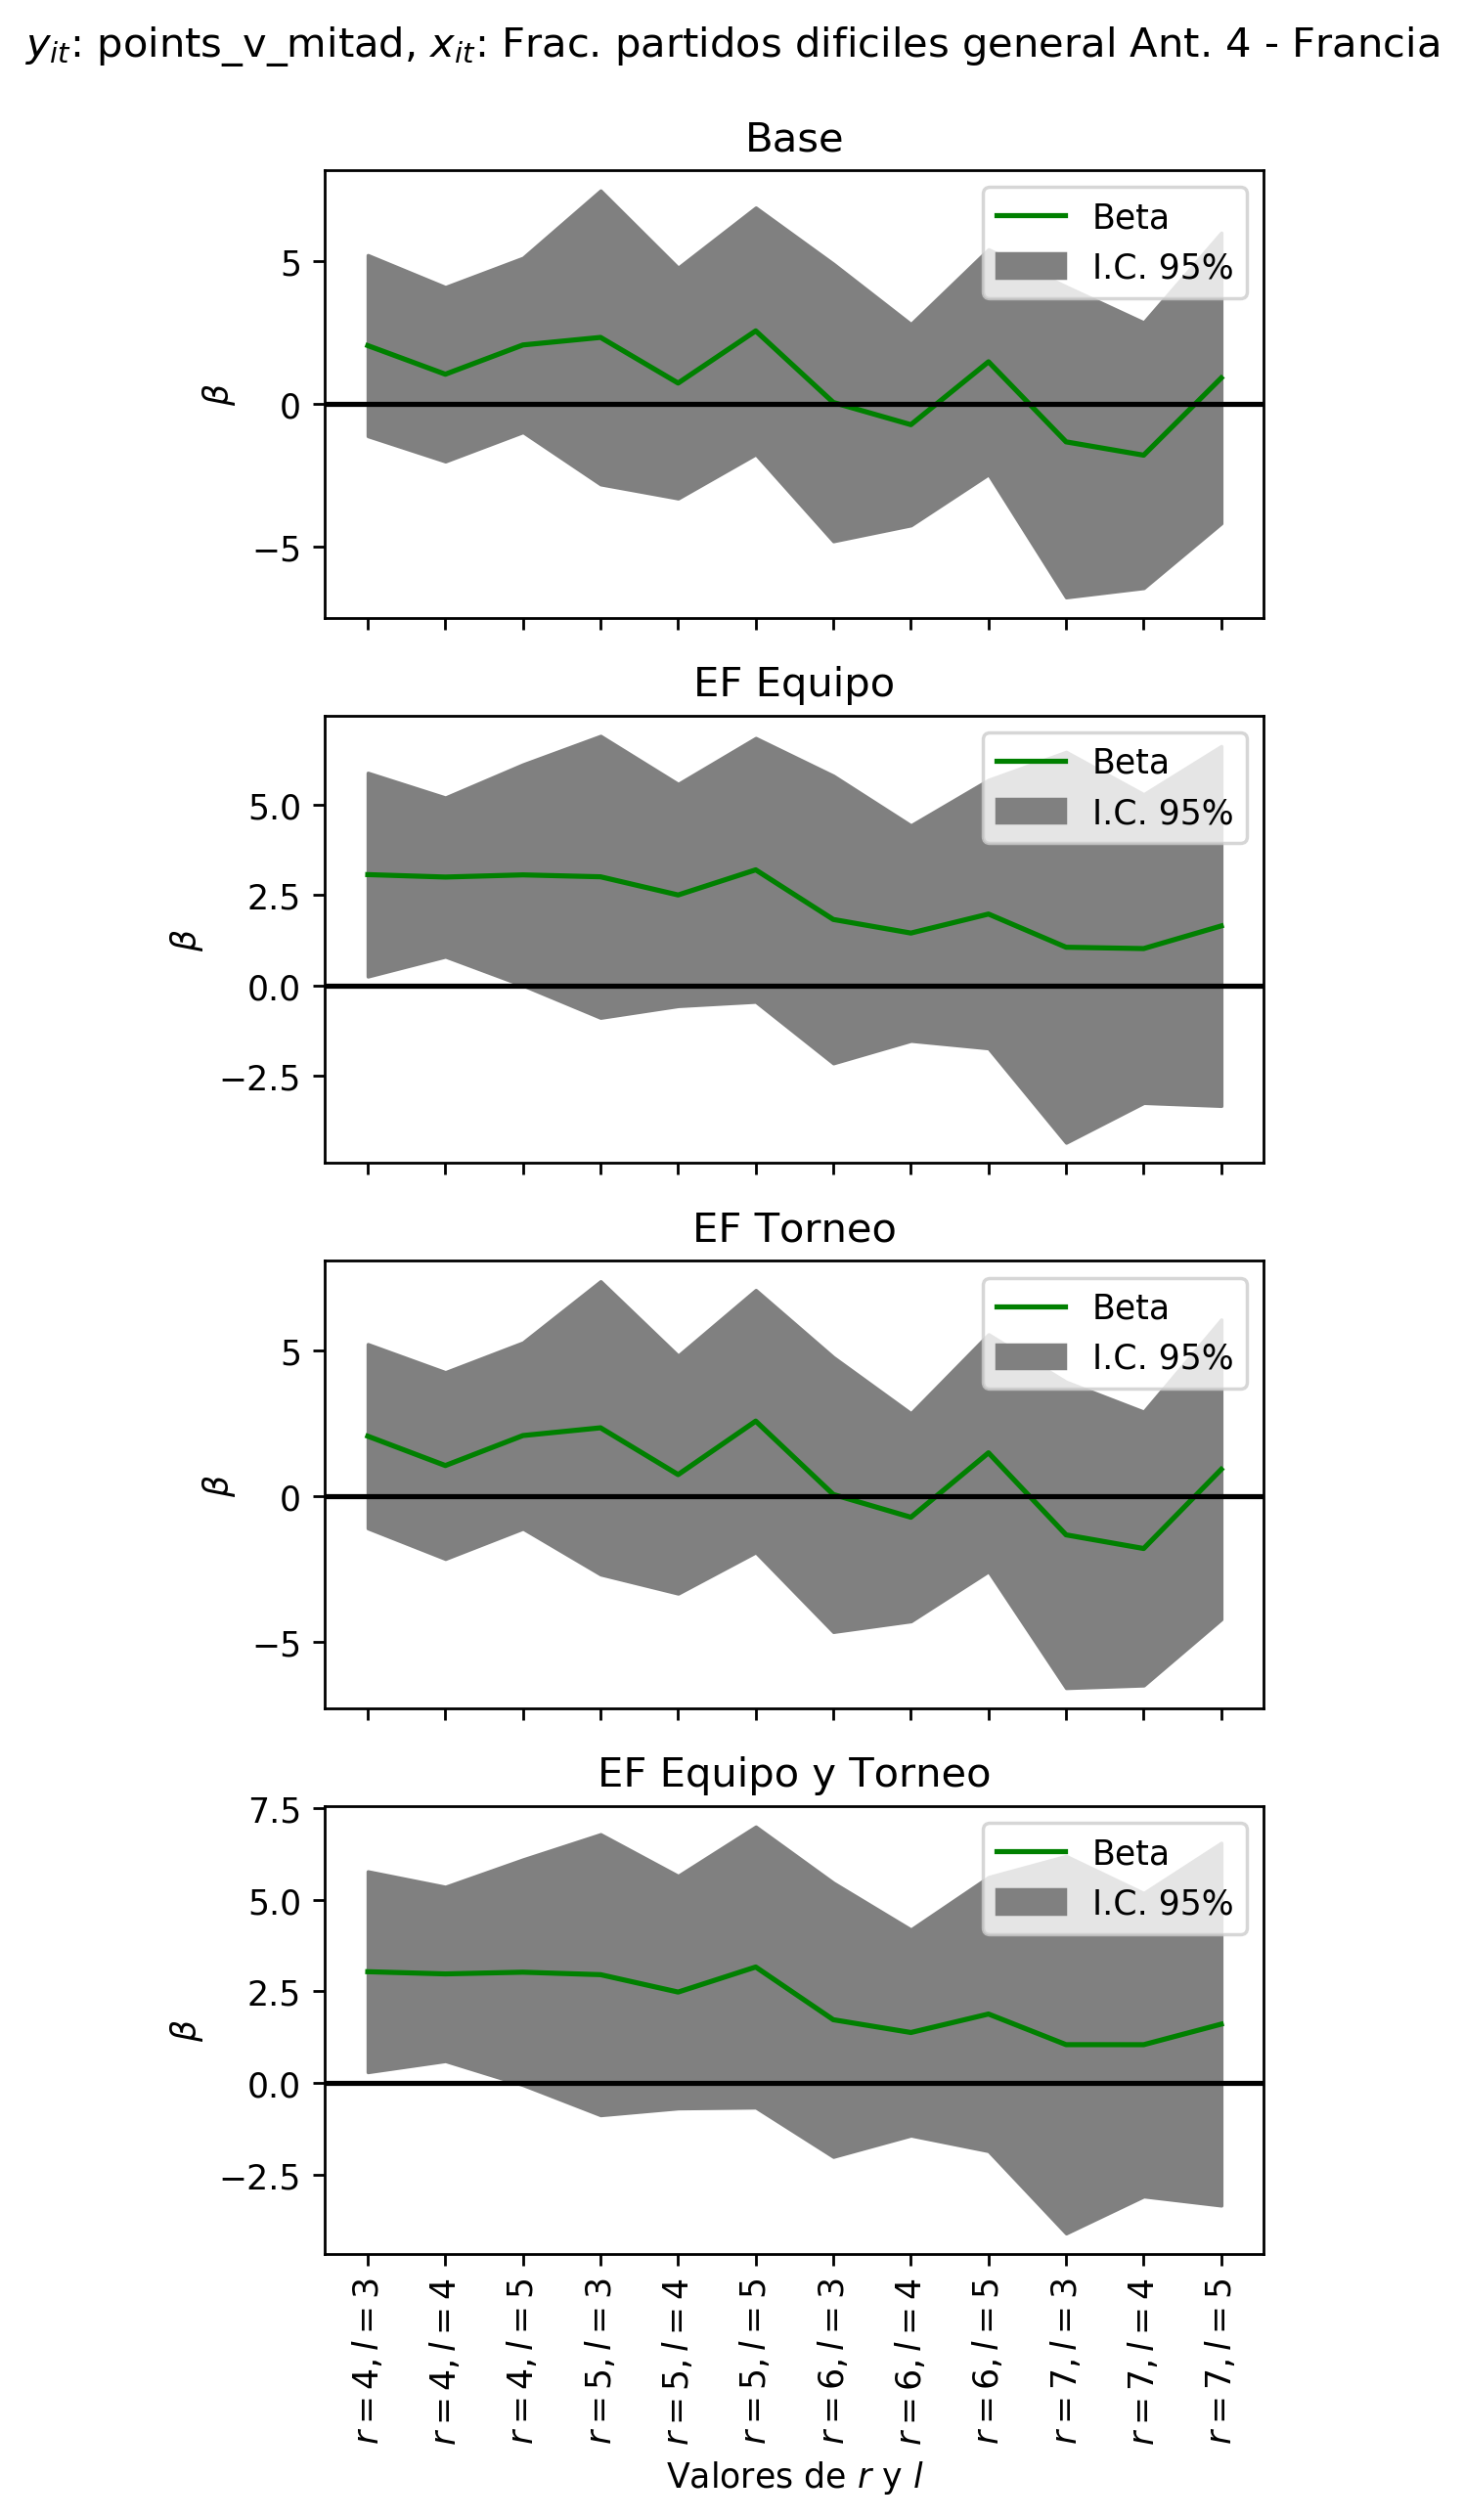 y_it: points_v_mitad, x_it: Frac. partidos dificiles general Ant. 4 - Francia
Base
Beta
I.C. 95%
5
0
−5
β
EF Equipo
Beta
I.C. 95%
5.0
2.5
0.0
−2.5
β
EF Torneo
Beta
I.C. 95%
5
0
−5
β
EF Equipo y Torneo
Beta
I.C. 95%
7.5
5.0
2.5
0.0
−2.5
β
r = 4, l = 3
r = 4, l = 4
r = 4, l = 5
r = 5, l = 3
r = 5, l = 4
r = 5, l = 5
r = 6, l = 3
r = 6, l = 4
r = 6, l = 5
r = 7, l = 3
r = 7, l = 4
r = 7, l = 5
Valores de r y l